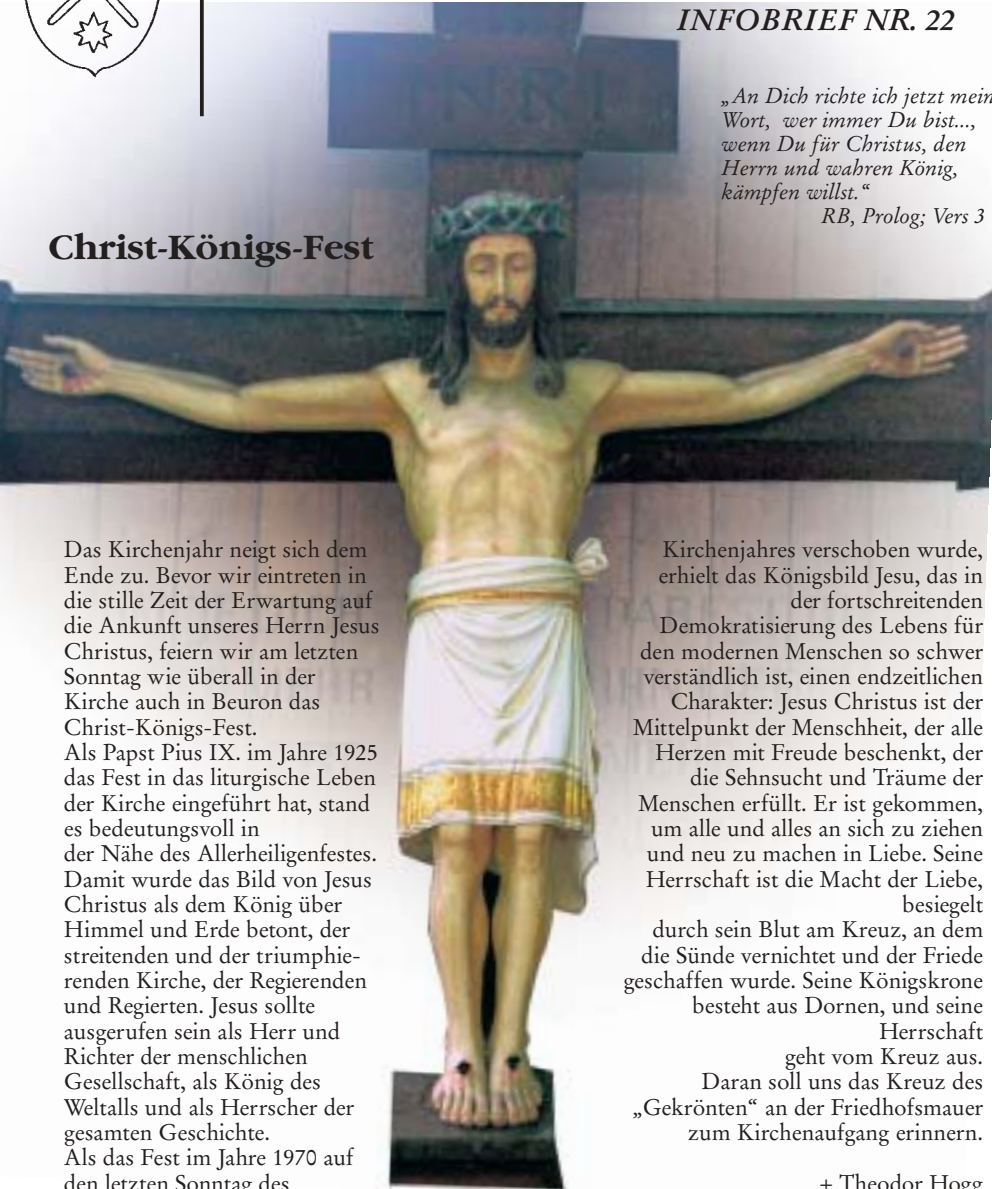 INFOBRIEF NR. 22
„An Dich richte ich jetzt mein
Wort, wer immer Du bist...,
wenn Du für Christus, den
Herrn und wahren König,
kämpfen willst.“
RB, Prolog; Vers 3
INRI
Christ-Königs-Fest
Das Kirchenjahr neigt sich dem
Ende zu. Bevor wir eintreten in
die stille Zeit der Erwartung auf
die Ankunft unseres Herrn Jesus
Christus, feiern wir am letzten
Sonntag wie überall in der
Kirche auch in Beuron das
Christ-Königs-Fest.
Als Papst Pius IX. im Jahre 1925
das Fest in das liturgische Leben
der Kirche eingeführt hat, stand
es bedeutungsvoll in
der Nähe des Allerheiligenfestes.
Damit wurde das Bild von Jesus
Christus als dem König über
Himmel und Erde betont, der
streitenden und der triumphie-
renden Kirche, der Regierenden
und Regierten. Jesus sollte
ausgerufen sein als Herr und
Richter der menschlichen
Gesellschaft, als König des
Weltalls und als Herrscher der
gesamten Geschichte.
Als das Fest im Jahre 1970 auf
den letzten Sonntag des
Kirchenjahres verschoben wurde,
erhielt das Königsbild Jesu, das in
der fortschreitenden
Demokratisierung des Lebens für
den modernen Menschen so schwer
verständlich ist, einen endzeitlichen
Charakter: Jesus Christus ist der
Mittelpunkt der Menschheit, der alle
Herzen mit Freude beschenkt, der
die Sehnsucht und Träume der
Menschen erfüllt. Er ist gekommen,
um alle und alles an sich zu ziehen
und neu zu machen in Liebe. Seine
Herrschaft ist die Macht der Liebe,
besiegelt
durch sein Blut am Kreuz, an dem
die Sünde vernichtet und der Friede
geschaffen wurde. Seine Königskrone
besteht aus Dornen, und seine
Herrschaft
geht vom Kreuz aus.
Daran soll uns das Kreuz des
„Gekrönten“ an der Friedhofsmauer
zum Kirchenaufgang erinnern.
+ Theodor Hogg